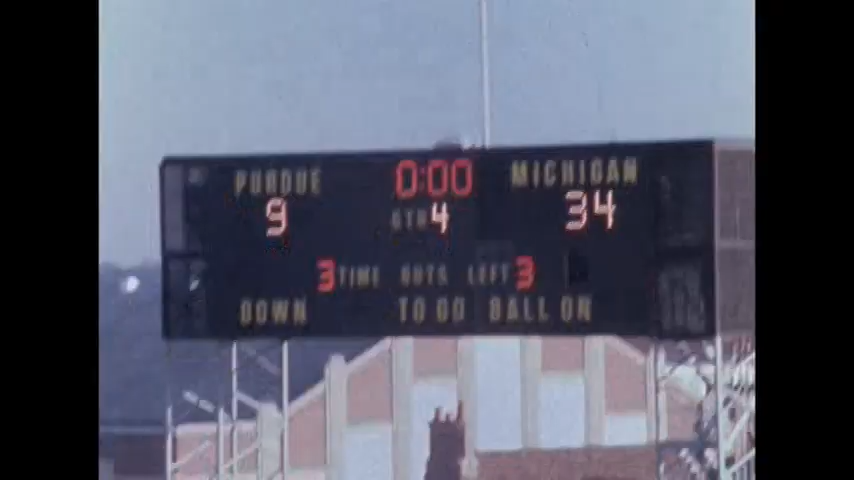 PURDUE 0:00 MICHIGAN
9 QTR 4 34
3 TIME OUTS LEFT 3
DOWN TO GO BALL ON